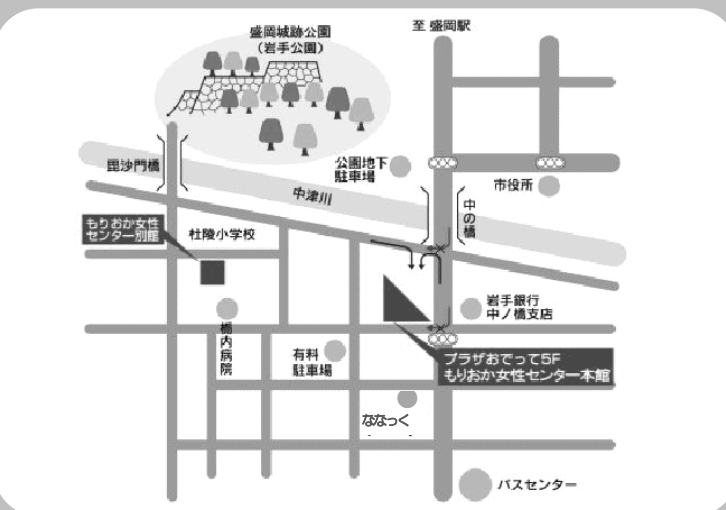 至 盛岡駅
盛岡城跡公園
(岩手公園)
毘沙門橋
公園地下
駐車場
市役所
中津川
中の橋
もりおか女性
センター別館
杜陵小学校
岩手銀行
中ノ橋支店
栃内病院
有料
駐車場
プラザおでって5F
もりおか女性センター本館
ななっく
バスセンター